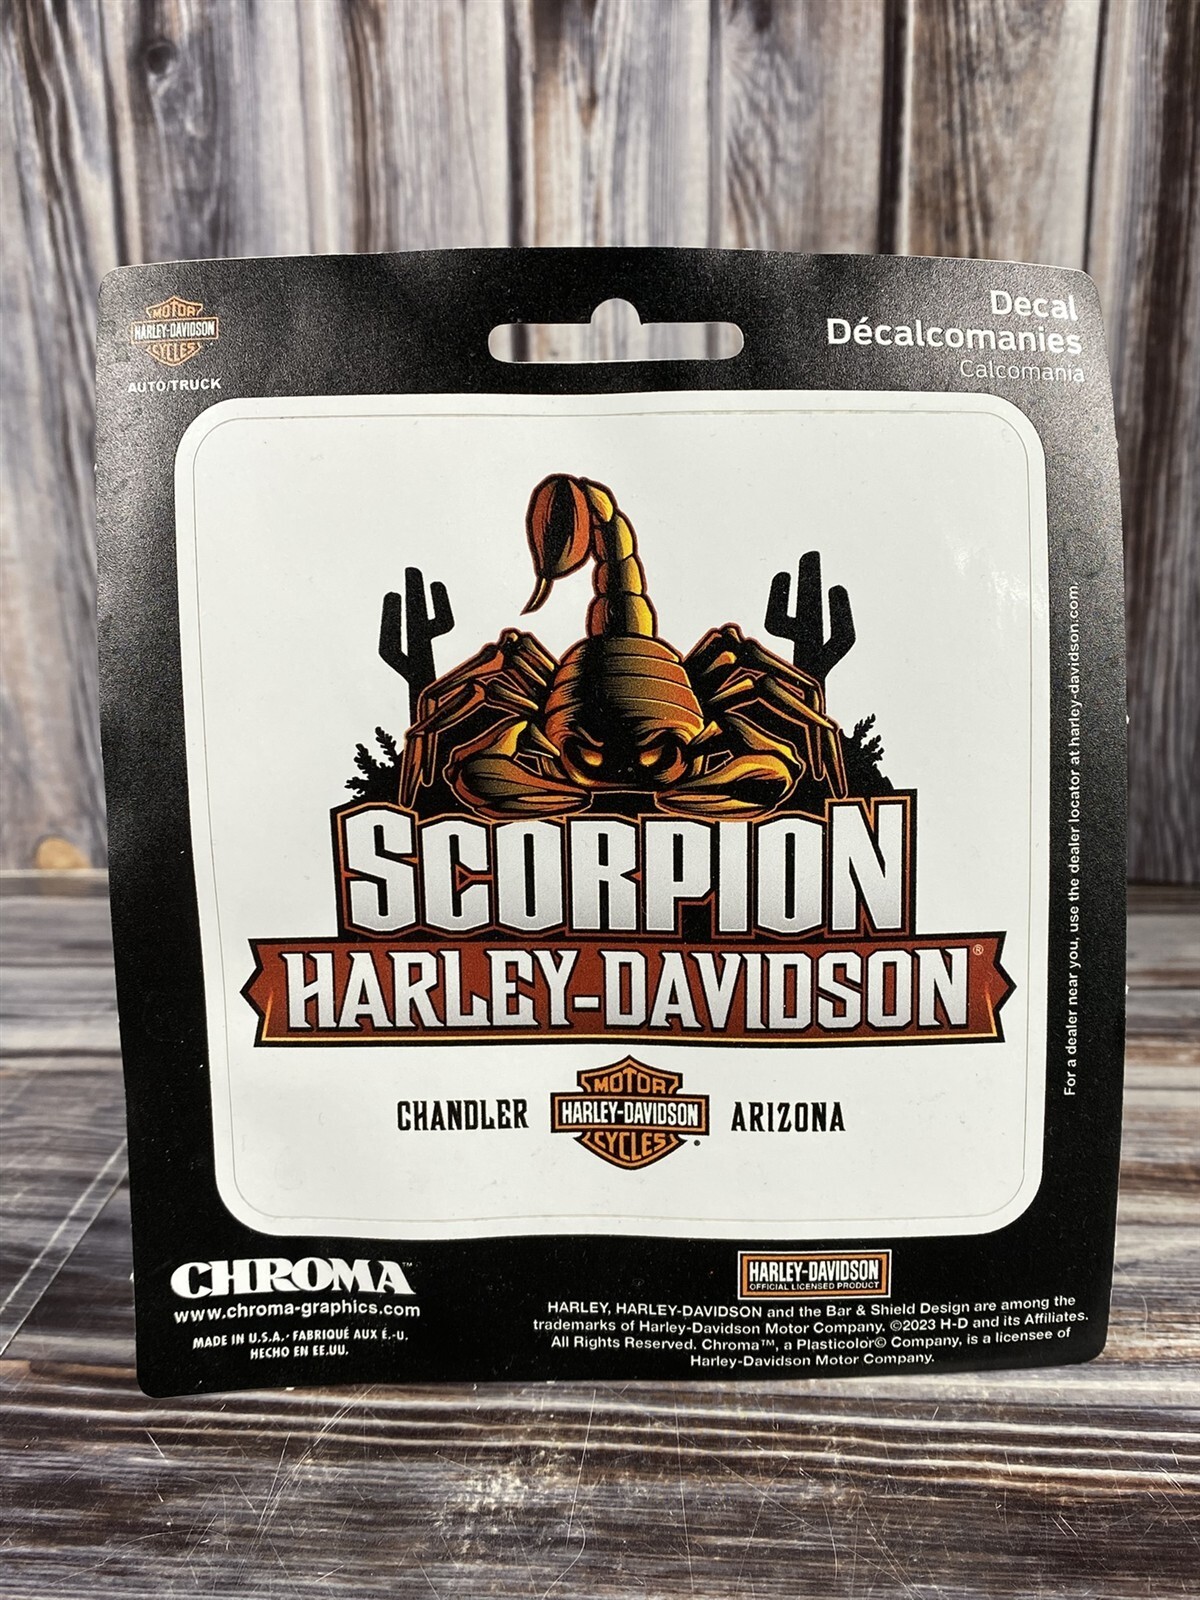 MOTOR
HARLEY-DAVIDSON
CYCLES
AUTO/TRUCK
Decal
Décalcomanies
Calcomania
SCORPION
HARLEY-DAVIDSON®
CHANDLER
MOTOR
HARLEY-DAVIDSON
CYCLES
ARIZONA
For a dealer near you, use the dealer locator at harley-davidson.com.
CHROMA™
www.chroma-graphics.com
MADE IN U.S.A. · FABRIQUÉ AUX É.-U.
HECHO EN EE.UU.
HARLEY-DAVIDSON
OFFICIAL LICENSED PRODUCT
HARLEY, HARLEY-DAVIDSON and the Bar & Shield Design are among the
trademarks of Harley-Davidson Motor Company. ©2023 H-D and its Affiliates.
All Rights Reserved. Chroma™, a Plasticolor© Company, is a licensee of
Harley-Davidson Motor Company.